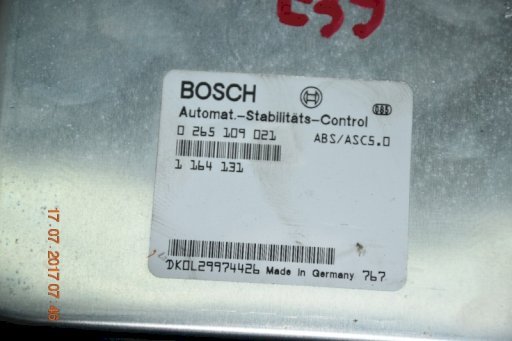 E39
BOSCH
Automat.-Stabilitäts-Control
0 265 109 021 ABS/ASC5.0
1 164 131
DKOL29974426 Made in Germany 767
17 07 2017 07